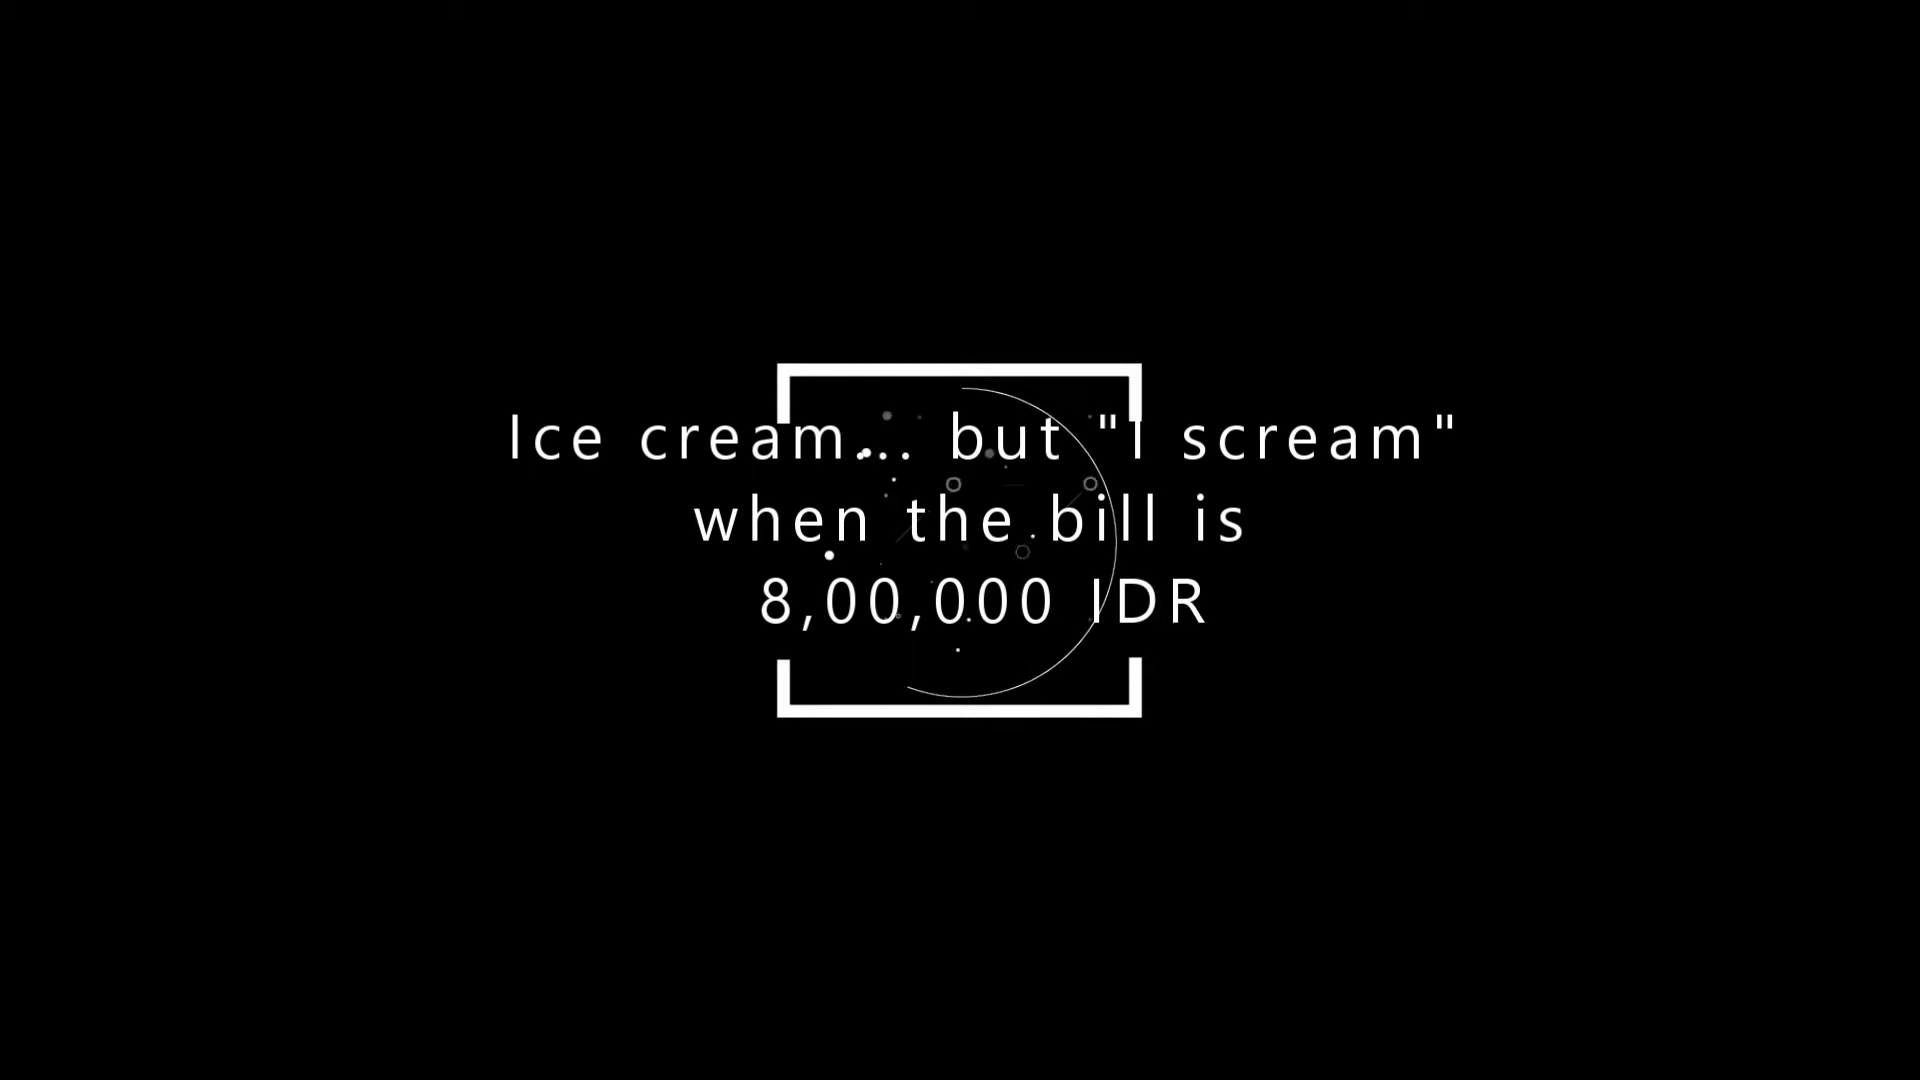 Ice cream... but "I scream"
when the bill is
8,00,000 IDR